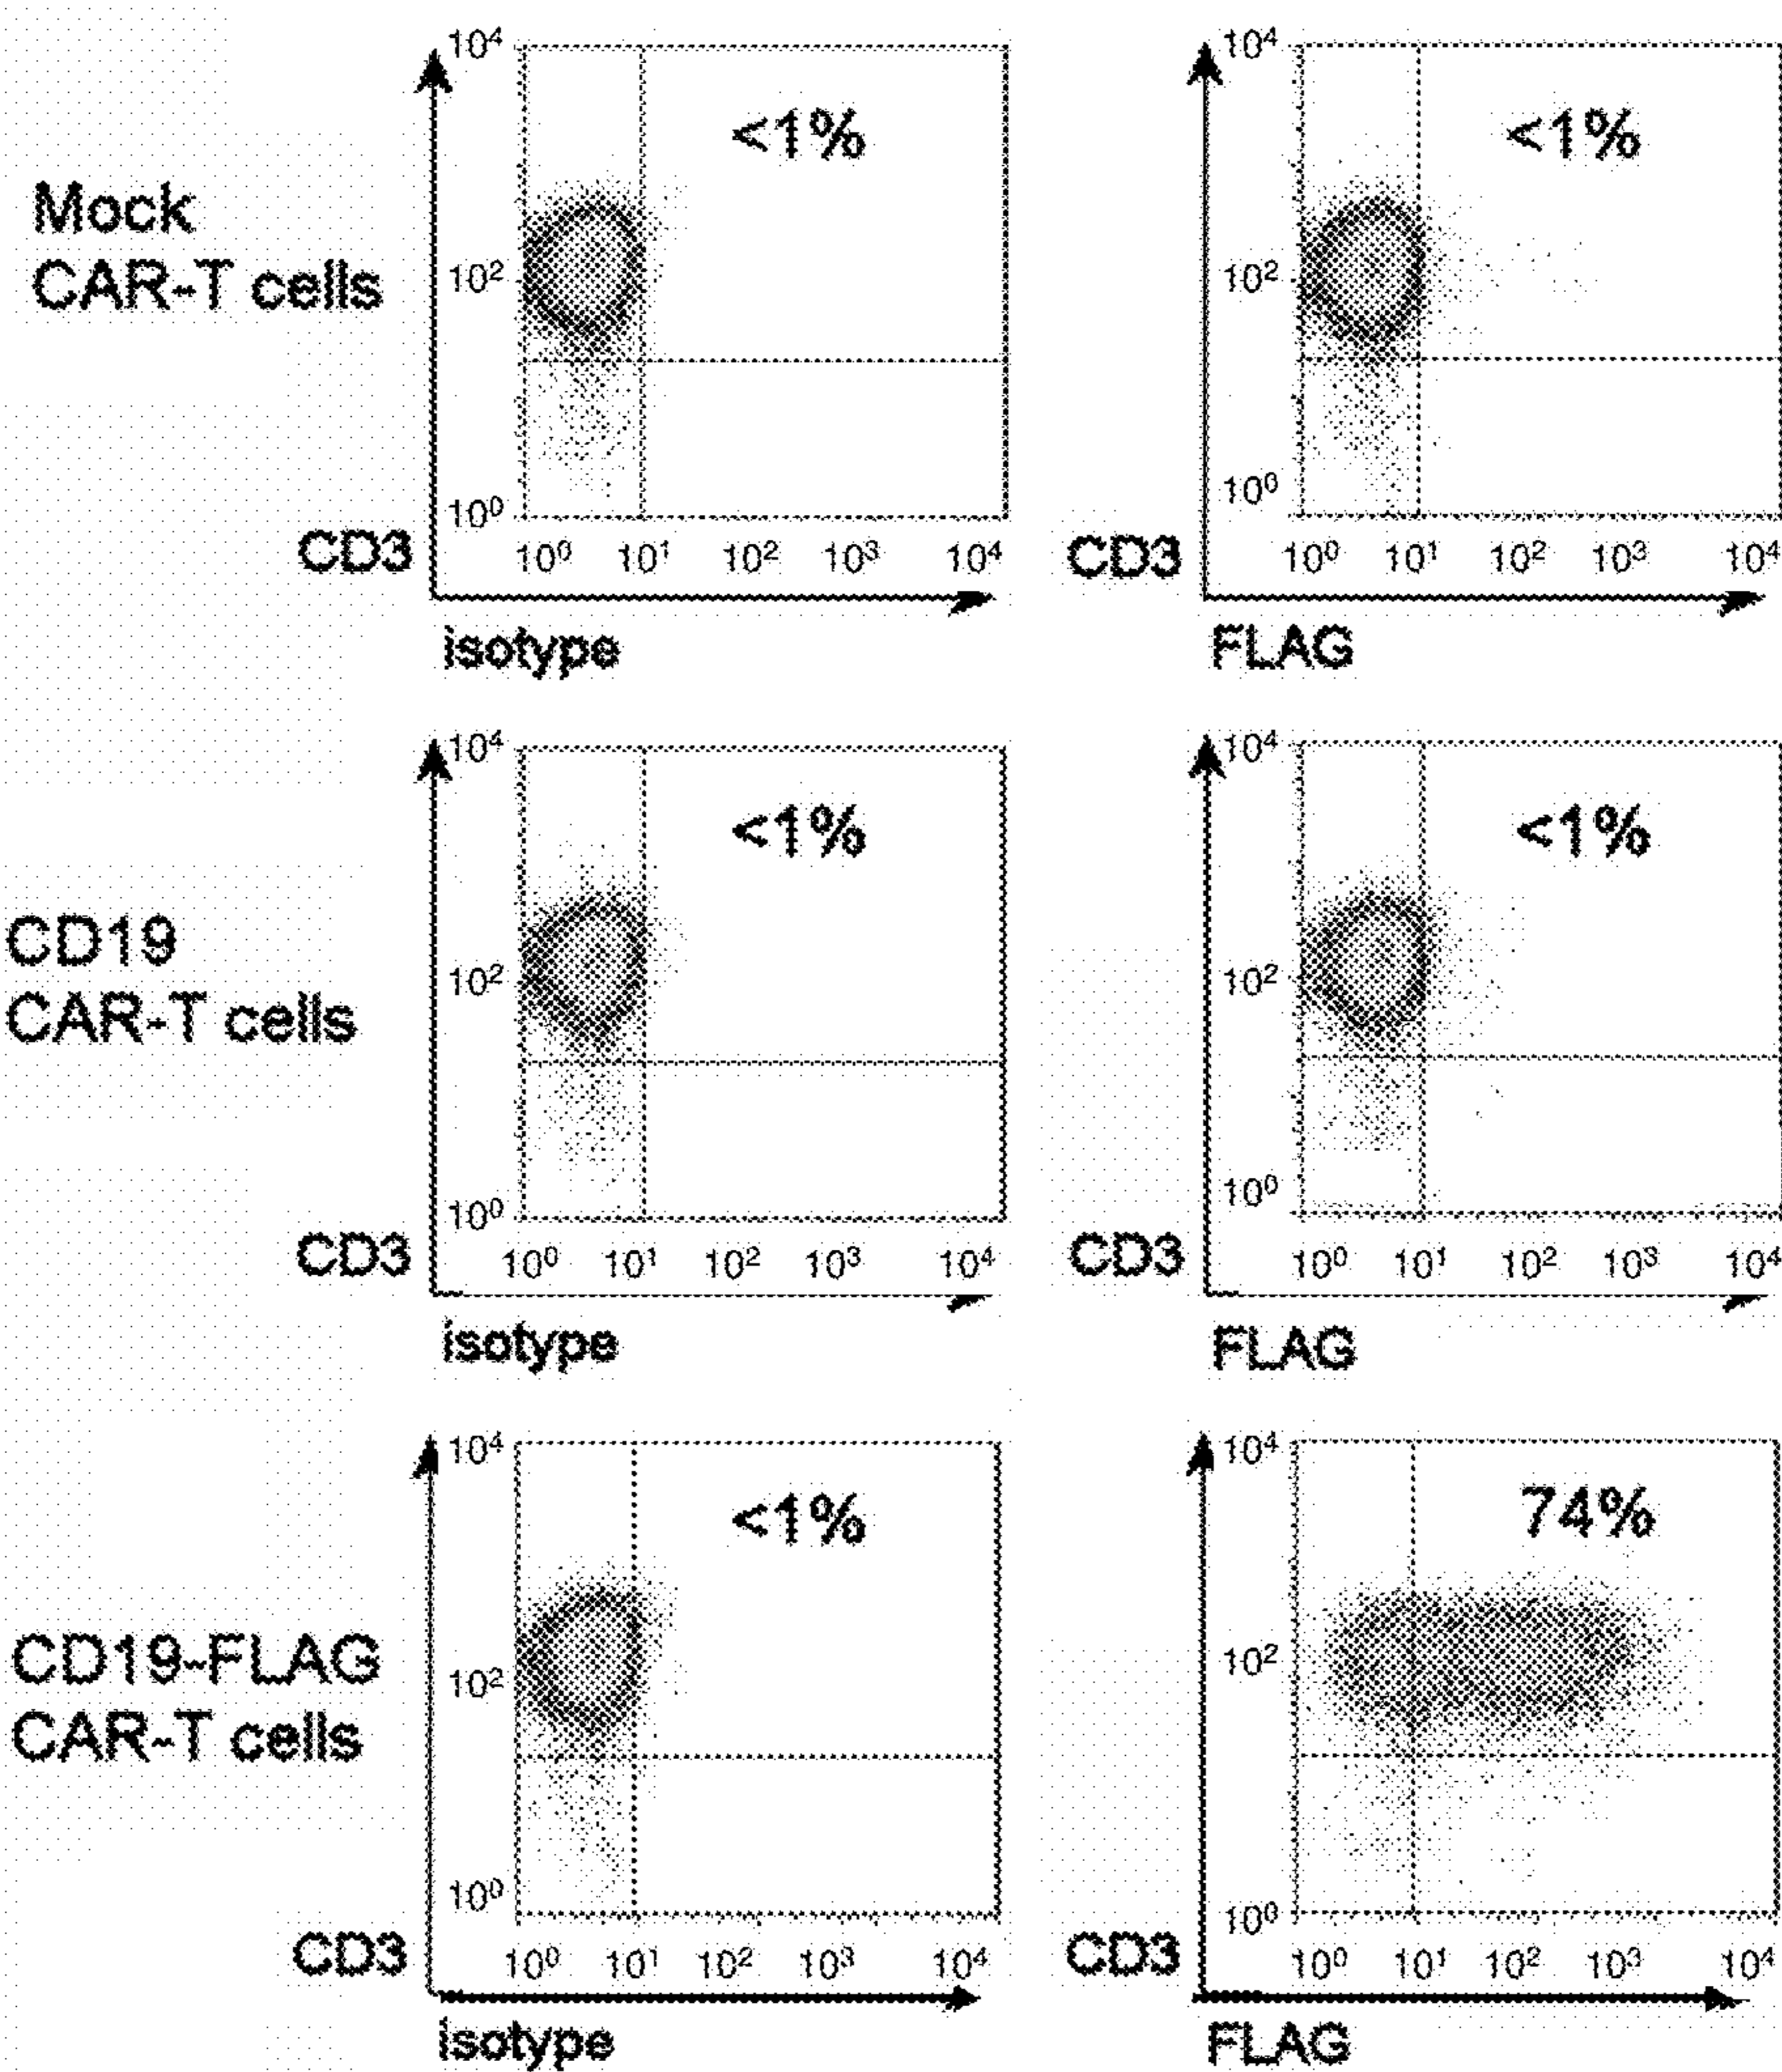 10⁴
<1%
Mock
CAR-T cells
10²
10⁰
CD3
10⁰ 10¹ 10² 10³ 10⁴
isotype
10⁴
<1%
10²
10⁰
CD3
10⁰ 10¹ 10² 10³ 10⁴
FLAG
10⁴
<1%
CD19
CAR-T cells
10²
10⁰
CD3
10⁰ 10¹ 10² 10³ 10⁴
isotype
10⁴
<1%
10²
10⁰
CD3
10⁰ 10¹ 10² 10³ 10⁴
FLAG
10⁴
<1%
CD19-FLAG
CAR-T cells
10²
10⁰
CD3
10⁰ 10¹ 10² 10³ 10⁴
isotype
10⁴
74%
10²
10⁰
CD3
10⁰ 10¹ 10² 10³ 10⁴
FLAG